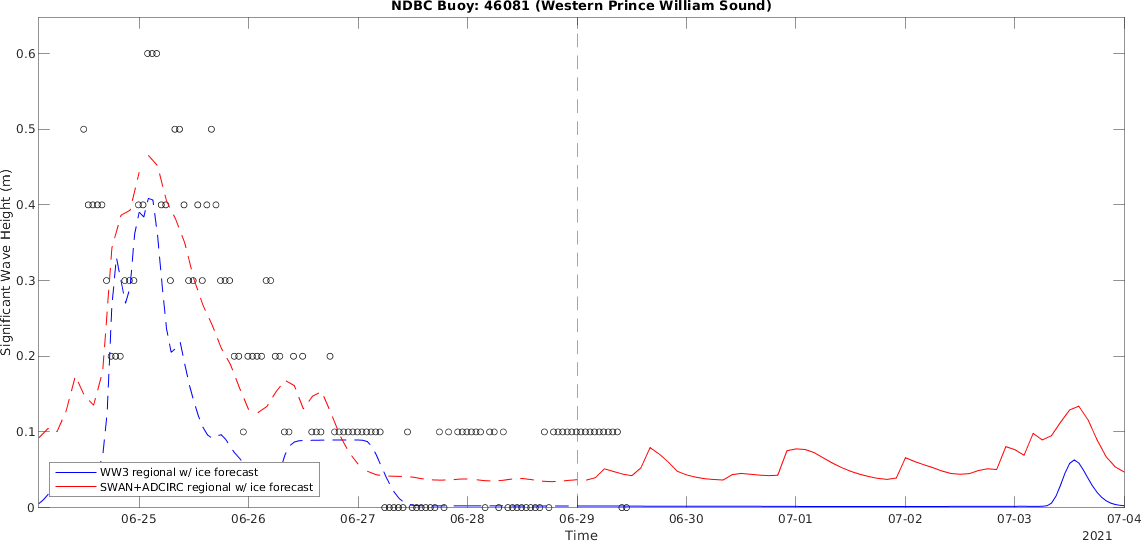 NDBC Buoy: 46081 (Western Prince William Sound)
Significant Wave Height (m)
0.6
0.5
0.4
0.3
0.2
0.1
0
WW3 regional w/ ice forecast
SWAN+ADCIRC regional w/ ice forecast
06-25 06-26 06-27 06-28 06-29 06-30 07-01 07-02 07-03 07-04
Time
2021